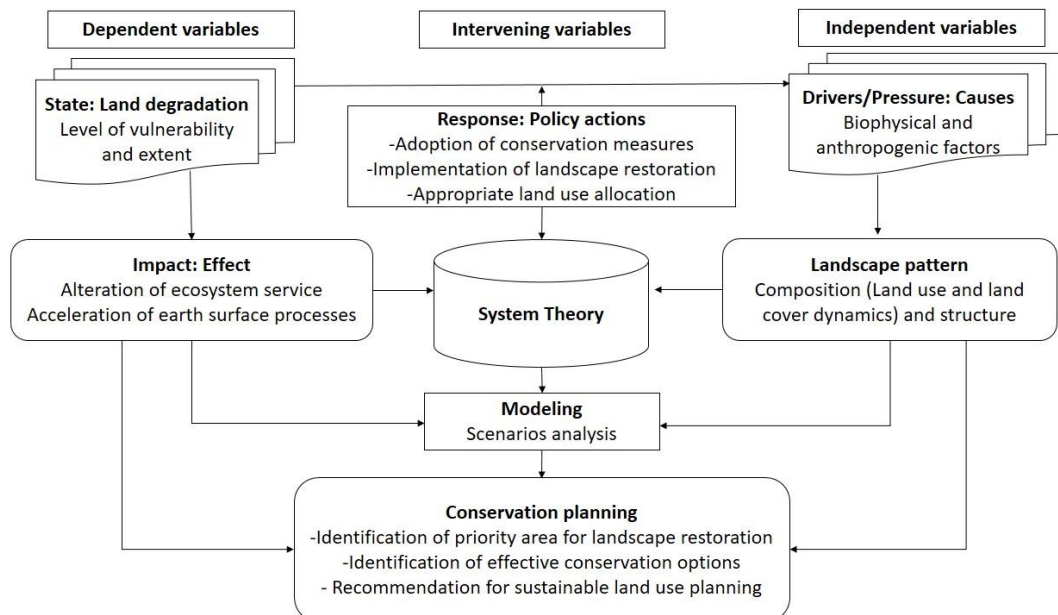 Dependent variables
Intervening variables
Independent variables
State: Land degradation
Level of vulnerability
and extent
Response: Policy actions
-Adoption of conservation measures
-Implementation of landscape restoration
-Appropriate land use allocation
Drivers/Pressure: Causes
Biophysical and
anthropogenic factors
Impact: Effect
Alteration of ecosystem service
Acceleration of earth surface processes
System Theory
Landscape pattern
Composition (Land use and land
cover dynamics) and structure
Modeling
Scenarios analysis
Conservation planning
-Identification of priority area for landscape restoration
-Identification of effective conservation options
- Recommendation for sustainable land use planning